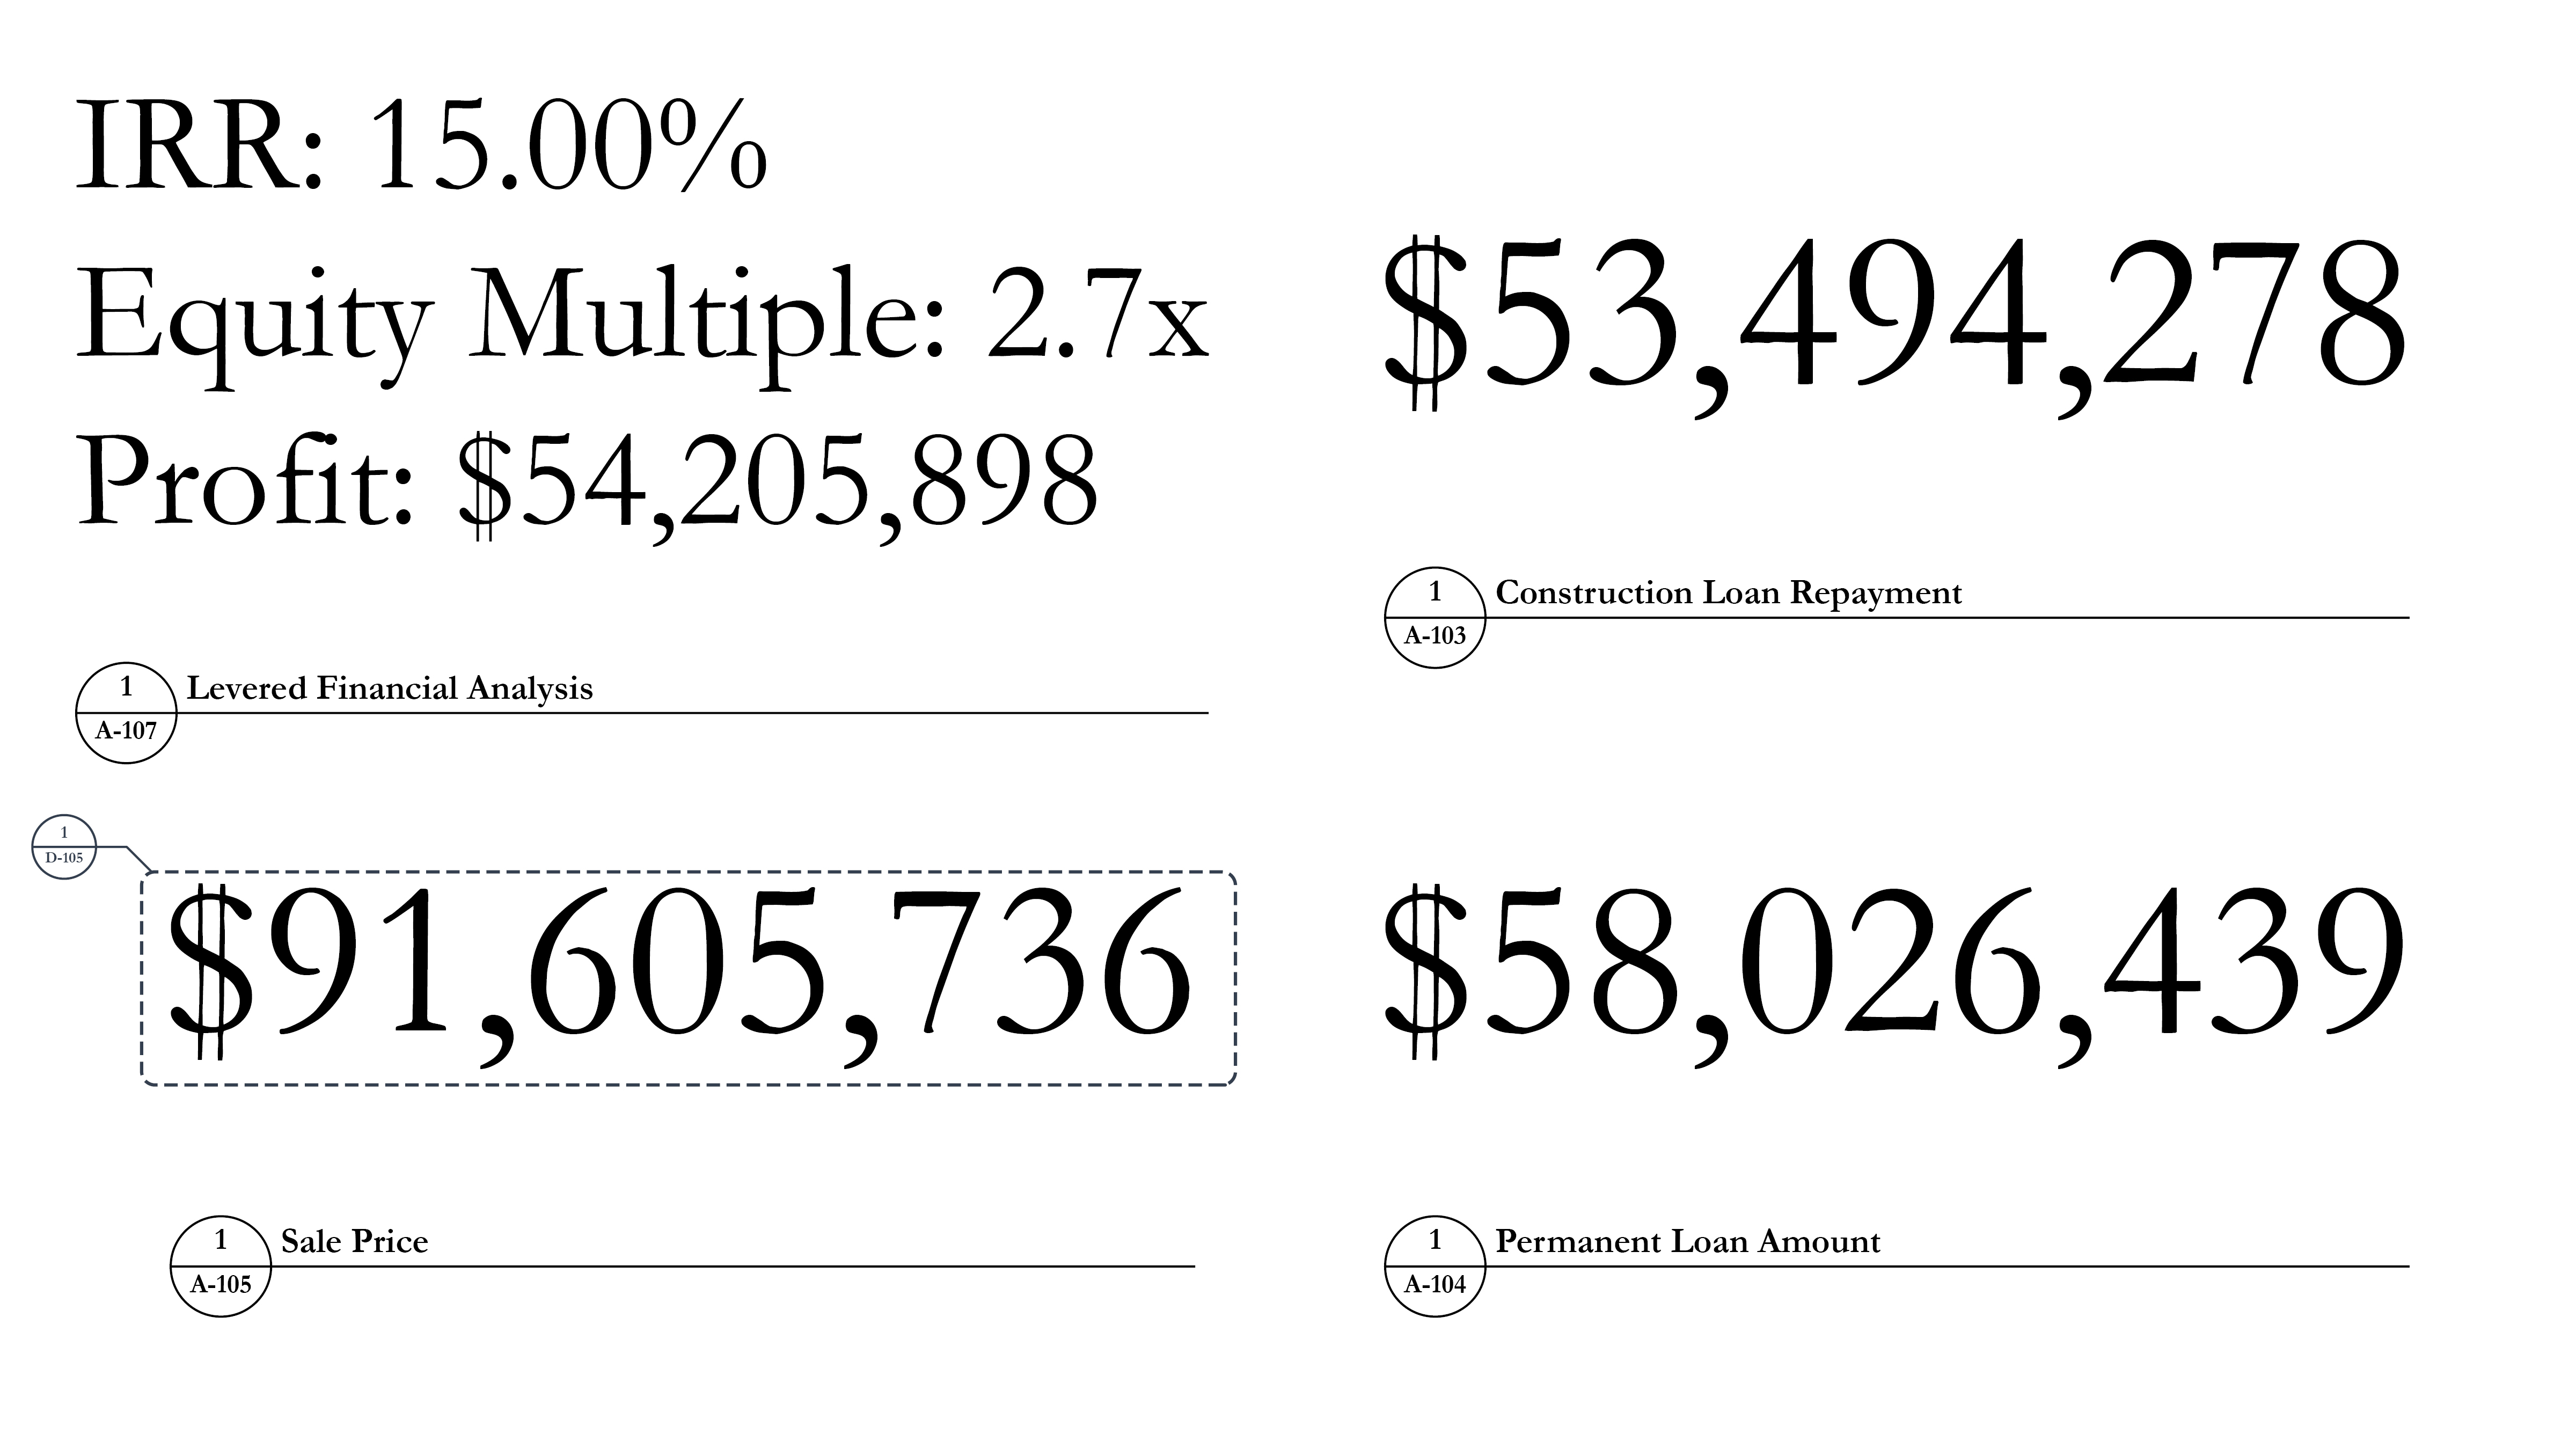 IRR: 15.00%
Equity Multiple: 2.7x
Profit: $54,205,898
1
A-107
Levered Financial Analysis
$53,494,278
1
A-103
Construction Loan Repayment
1
D-105
$91,605,736
1
A-105
Sale Price
$58,026,439
1
A-104
Permanent Loan Amount